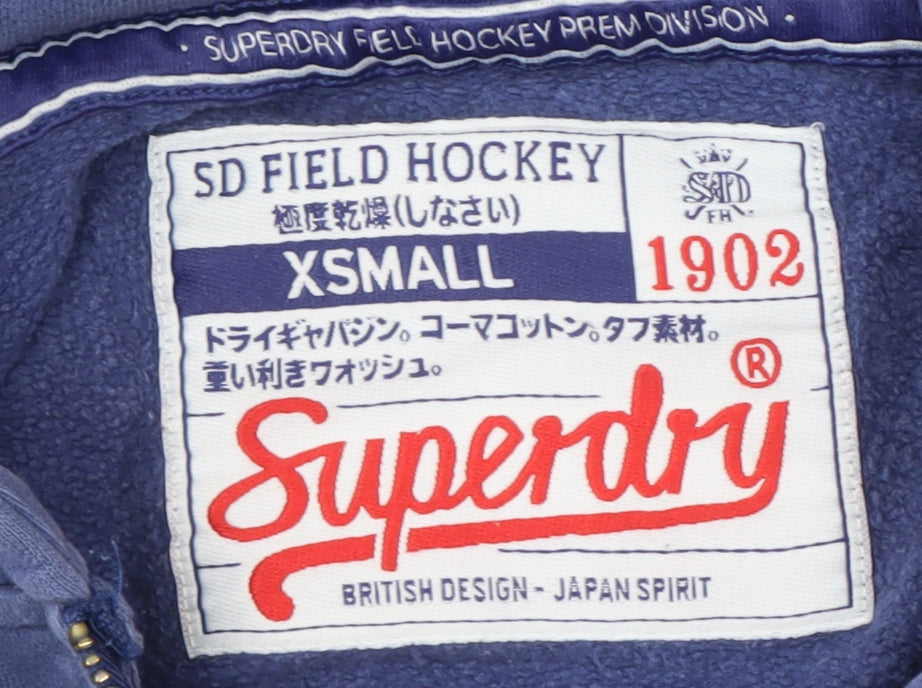 • SUPERDRY FIELD HOCKEY PREM DIVISION •
SD FIELD HOCKEY
極度乾燥(しなさい)
S&D
FH
XSMALL
1902
ドライギャバジン。コーマコットン。タフ素材。
重い利きワオッシュ。
Superdry®
BRITISH DESIGN - JAPAN SPIRIT